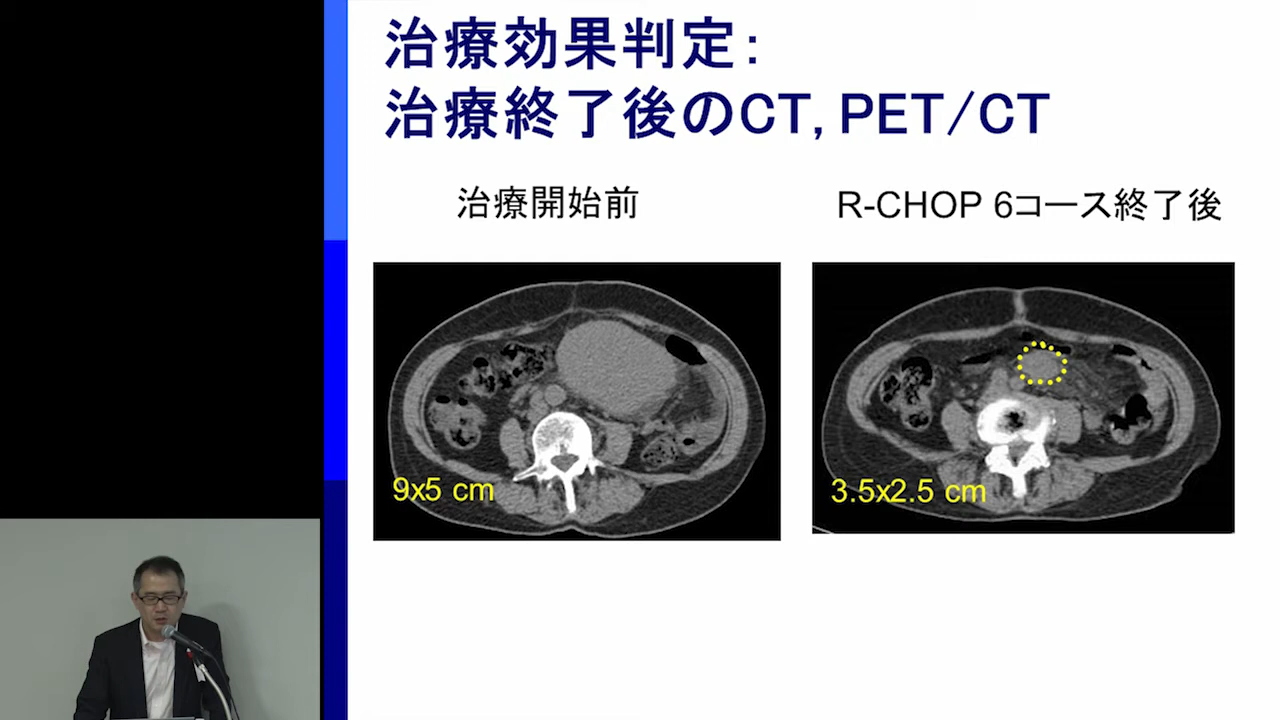 治療効果判定:
治療終了後のCT, PET/CT
治療開始前
R-CHOP 6コース終了後
9x5 cm
3.5x2.5 cm